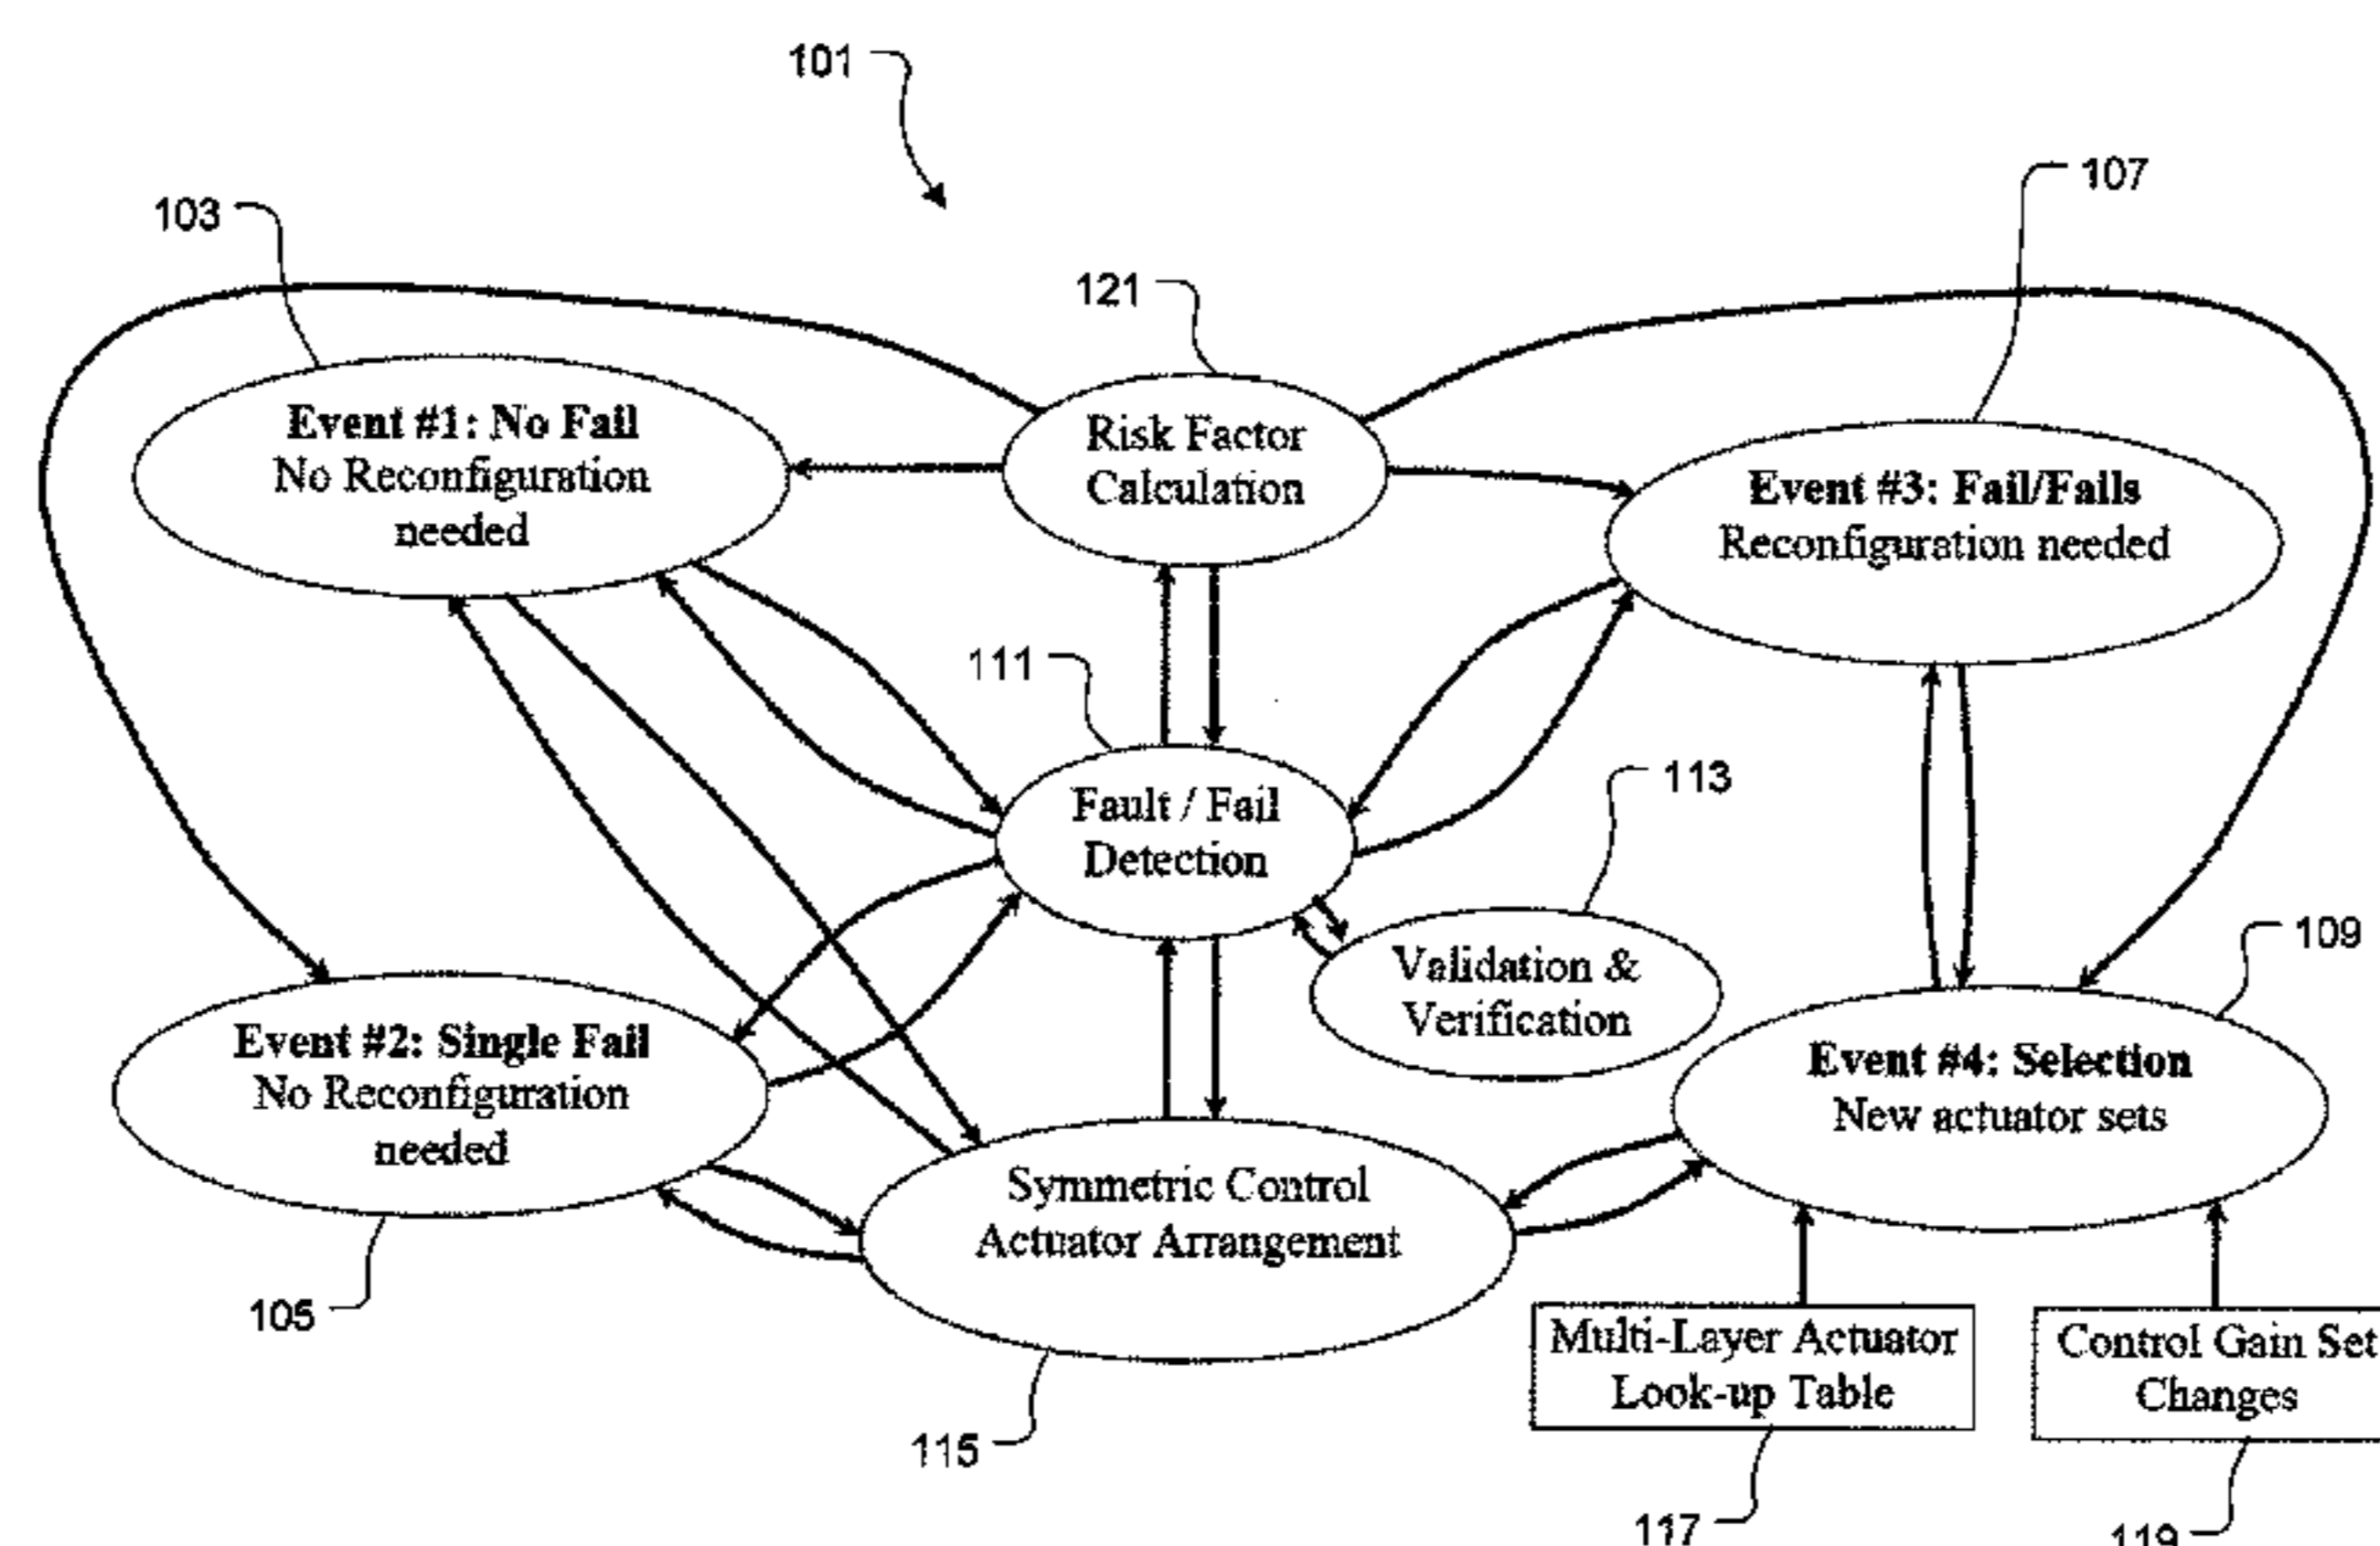 101
107
103
121
Event #1: No Fail
No Reconfiguration
needed
Risk Factor
Calculation
Event #3: Fail/Fails
Reconfiguration needed
111
113
Fault / Fail
Detection
109
Validation &
Verification
Event #2: Single Fail
No Reconfiguration
needed
Event #4: Selection
New actuator sets
Symmetric Control
Actuator Arrangement
105
Multi-Layer Actuator
Look-up Table
Control Gain Set
Changes
115
117
119